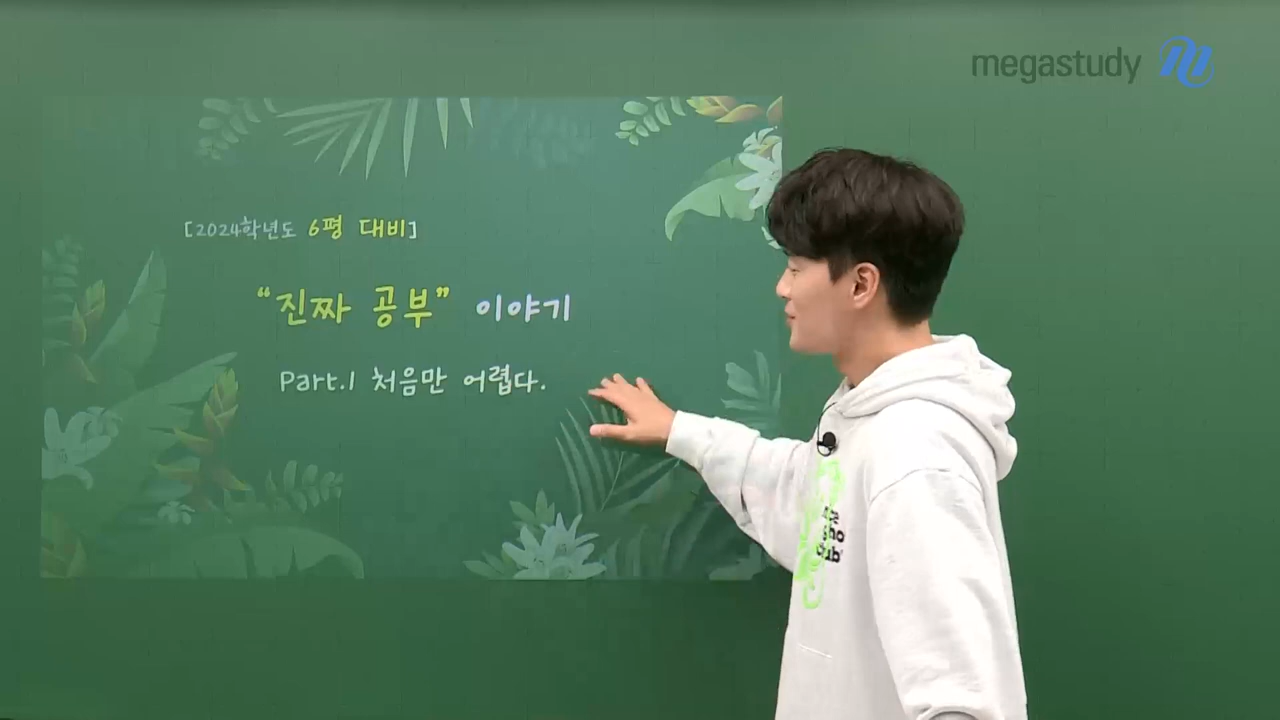 megastudy
[2024학년도 6평 대비]
“진짜 공부” 이야기
Part.1 처음만 어렵다.